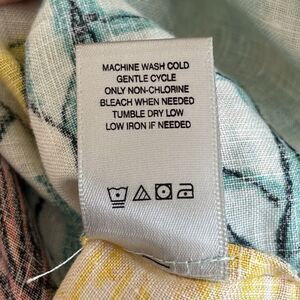 MACHINE WASH COLD
GENTLE CYCLE
ONLY NON-CHLORINE
BLEACH WHEN NEEDED
TUMBLE DRY LOW
LOW IRON IF NEEDED